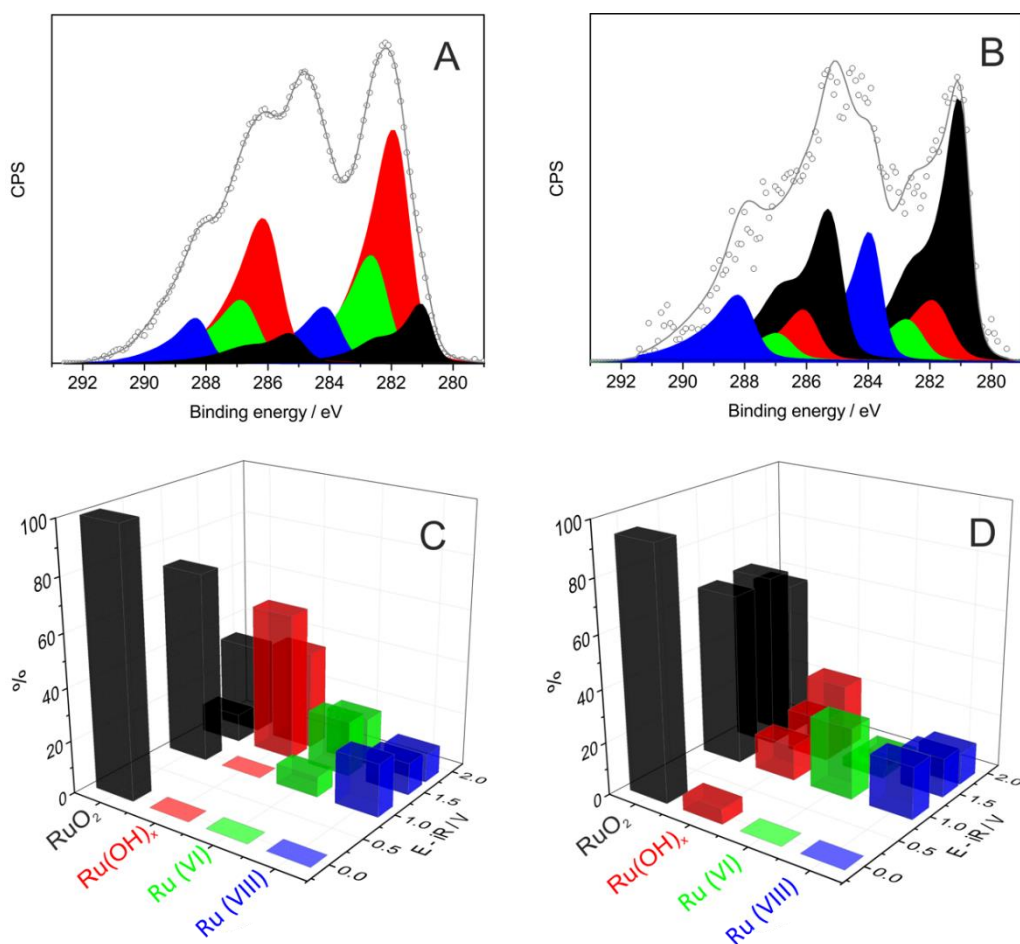 A
CPS
292 290 288 286 284 282 280
Binding energy / eV
B
CPS
292 290 288 286 284 282 280
Binding energy / eV
C
100
80
60
40
20
0
%
RuO₂
Ru(OH)ₓ
Ru (VI)
Ru (VIII)
0.0
0.5
1.0
1.5
2.0
E-iR/V
D
100
80
60
40
20
0
%
RuO₂
Ru(OH)ₓ
Ru (VI)
Ru (VIII)
0.0
0.5
1.0
1.5
2.0
E-iR/V